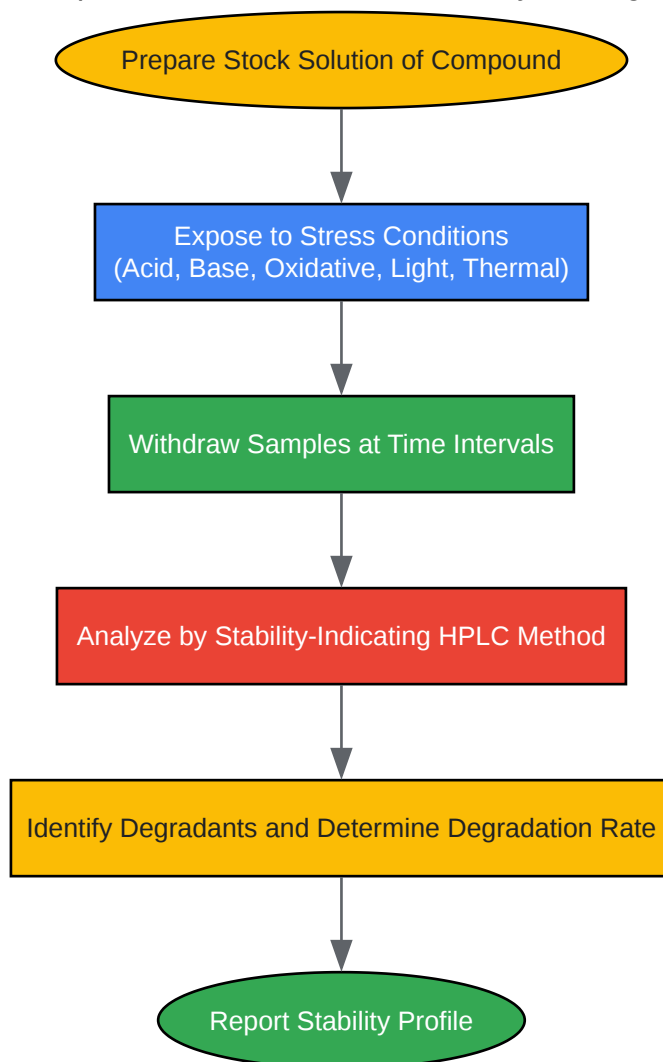 Prepare Stock Solution of Compound
Expose to Stress Conditions
(Acid, Base, Oxidative, Light, Thermal)
Withdraw Samples at Time Intervals
Analyze by Stability-Indicating HPLC Method
Identify Degradants and Determine Degradation Rate
Report Stability Profile